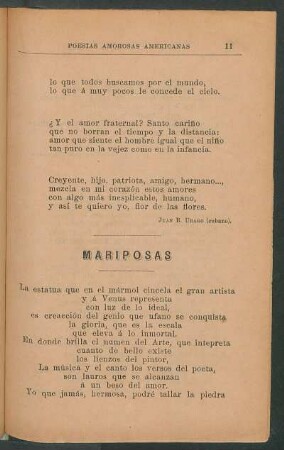 POESÍAS AMOROSAS AMERICANAS 11
lo que todos buscamos por el mundo,
lo que á muy pocos le concede el cielo.
¿Y el amor fraternal? Santo cariño
que no borran el tiempo y la distancia:
amor que siente el hombre igual que el niño
tan puro en la vejez como en la infancia.
Creyente, hijo, patriota, amigo, hermano...,
mezcla en mi corazón estos amores
con algo más inesplicable, humano,
y así te quiero yo, flor de las flores.
JUAN B. UBAGO (cubano).
MARIPOSAS
La estatua que en el mármol cincela el gran artista
y á Venus representa
con luz de lo ideal,
es creacción del genio que ufano se conquista
la gloria, que es la escala
que eleva á lo inmortal.
En donde brilla el numen del Arte, que intepreta
cuanto de bello existe
los lienzos del pintor,
La música y el canto los versos del poeta,
son lauros que se alcanzan
á un beso del amor.
Yo que jamás, hermosa, podré tallar la piedra